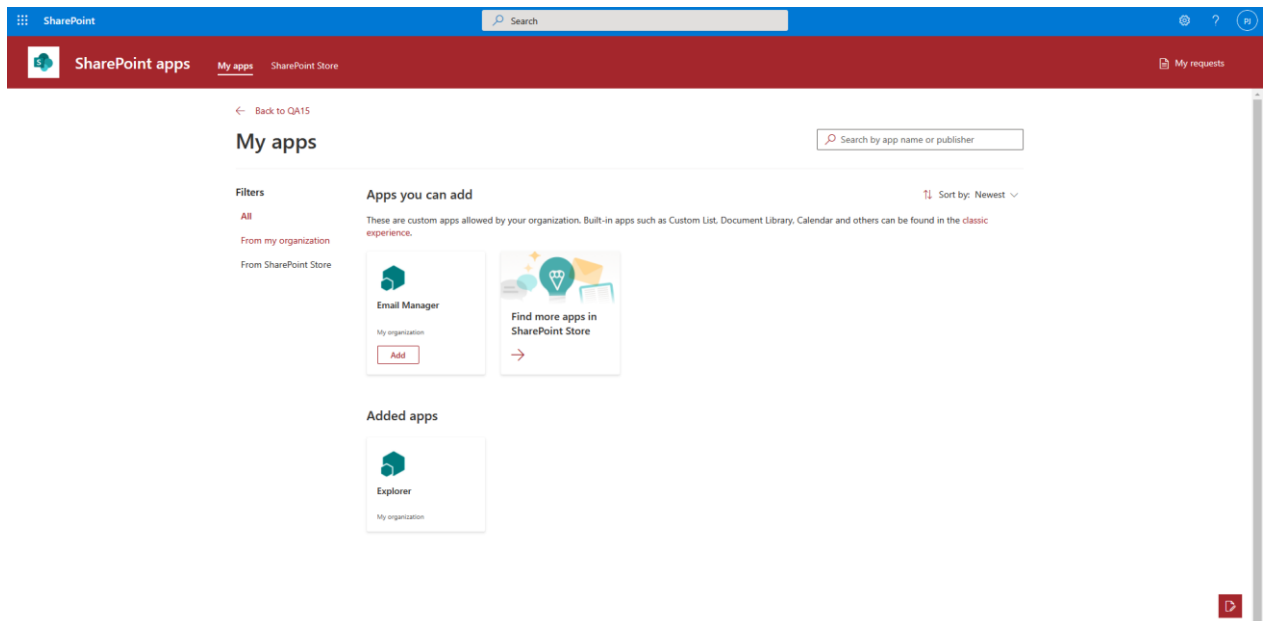 SharePoint
Search
PJ
SharePoint apps
My apps
SharePoint Store
My requests
Back to QA15
My apps
Search by app name or publisher
Filters
All
From my organization
From SharePoint Store
Apps you can add
Sort by: Newest
These are custom apps allowed by your organization. Built-in apps such as Custom List, Document Library, Calendar and others can be found in the classic
experience.
Email Manager
My organization
Add
Find more apps in
SharePoint Store
Added apps
Explorer
My organization